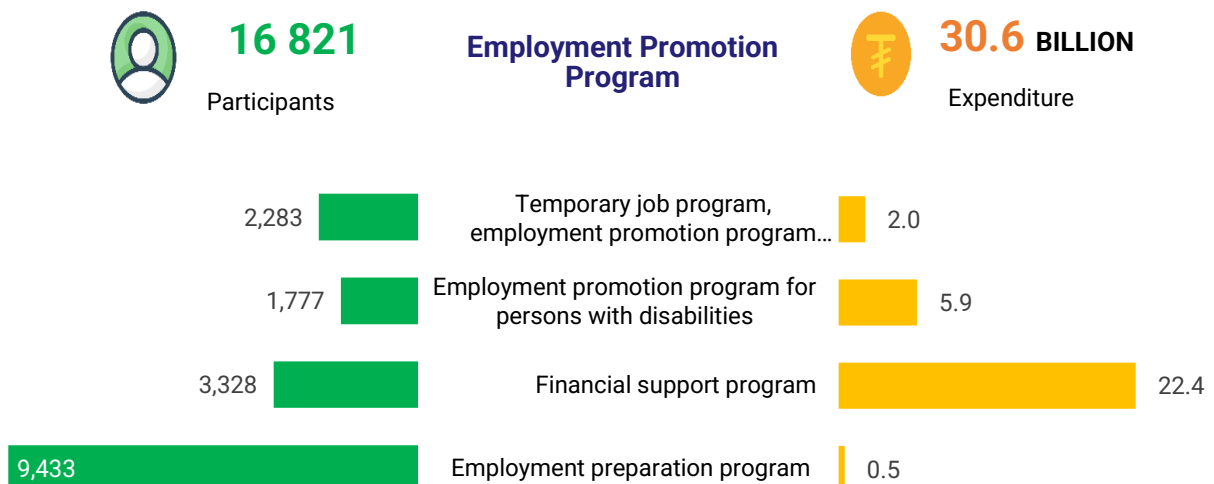 16 821
Participants
Employment Promotion
Program
₮
30.6 BILLION
Expenditure
2,283
Temporary job program,
employment promotion program…
2.0
1,777
Employment promotion program for
persons with disabilities
5.9
3,328
Financial support program
22.4
9,433
Employment preparation program
0.5